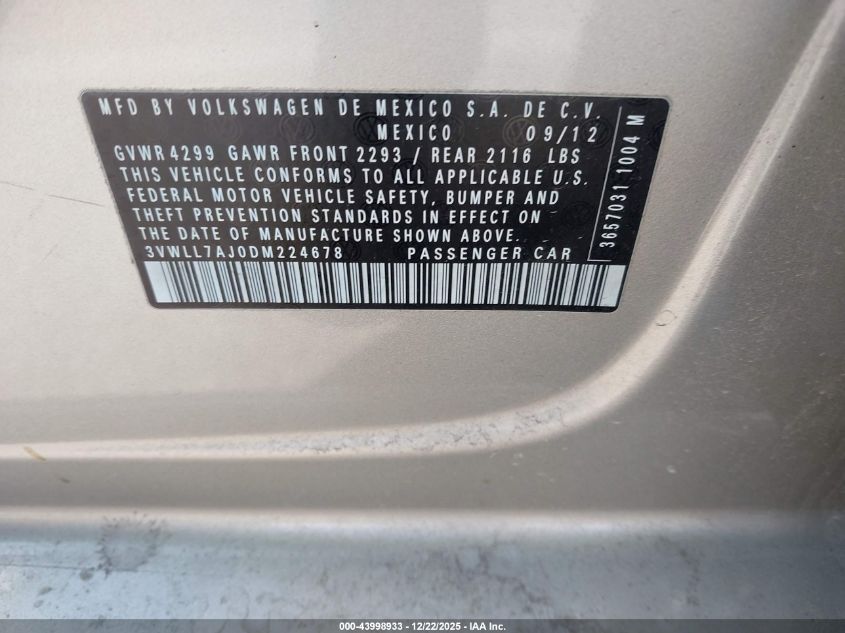 MFD BY VOLKSWAGEN DE MEXICO S.A. DE C.V.
MEXICO 09/12
GVWR 4299 GAWR FRONT 2293 / REAR 2116 LBS
THIS VEHICLE CONFORMS TO ALL APPLICABLE U.S.
FEDERAL MOTOR VEHICLE SAFETY, BUMPER AND
THEFT PREVENTION STANDARDS IN EFFECT ON
THE DATE OF MANUFACTURE SHOWN ABOVE.
3VWLL7AJ0DM224678 PASSENGER CAR
3657031 1004 M
000-43998933 - 12/22/2025 - IAA Inc.